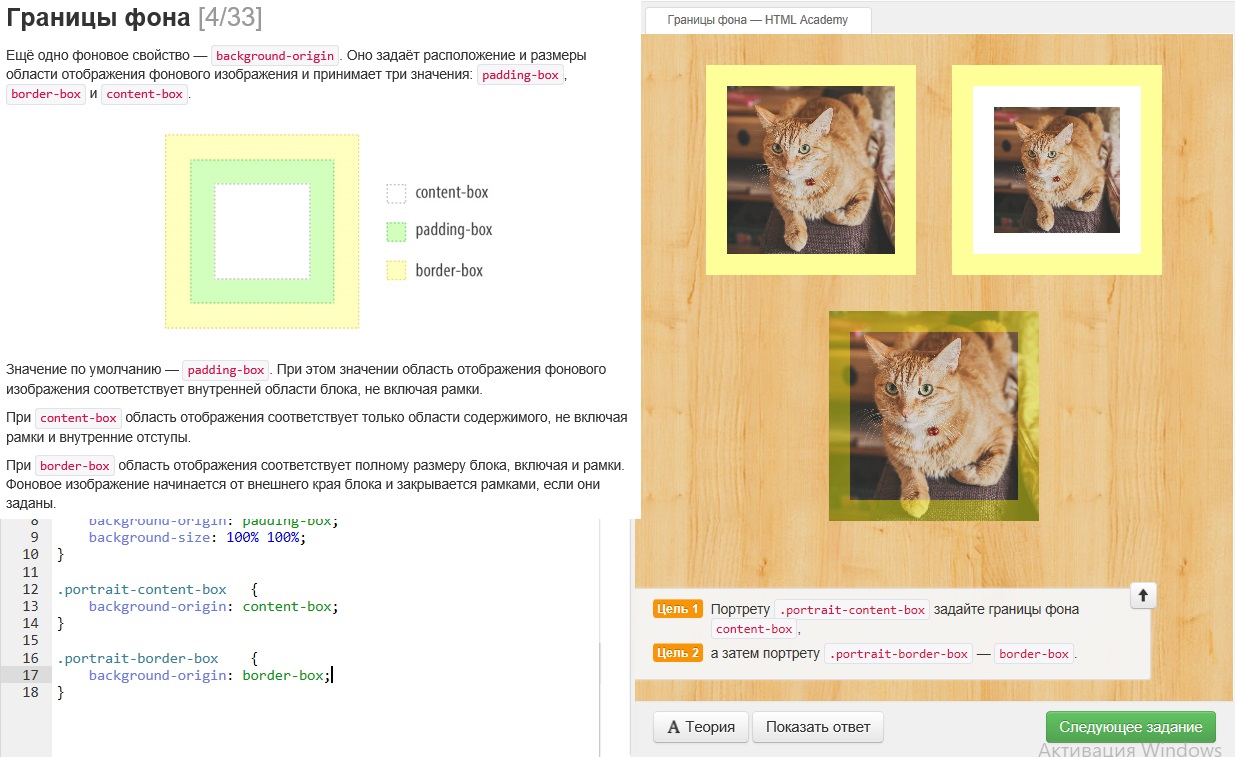 Границы фона [4/33]
Ещё одно фоновое свойство — background-origin. Оно задаёт расположение и размеры
области отображения фонового изображения и принимает три значения: padding-box,
border-box и content-box.
content-box
padding-box
border-box
Значение по умолчанию — padding-box. При этом значении область отображения фонового
изображения соответствует внутренней области блока, не включая рамки.
При content-box область отображения соответствует только области содержимого, не включая
рамки и внутренние отступы.
При border-box область отображения соответствует полному размеру блока, включая и рамки.
Фоновое изображение начинается от внешнего края блока и закрывается рамками, если они
заданы.
8 background-origin: padding-box;
9 background-size: 100% 100%;
10 }
11
12 .portrait-content-box {
13 background-origin: content-box;
14 }
15
16 .portrait-border-box {
17 background-origin: border-box;
18 }
Границы фона — HTML Academy
Цель 1 Портрету .portrait-content-box задайте границы фона
content-box,
Цель 2 а затем портрету .portrait-border-box — border-box.
A Теория
Показать ответ
Следующее задание
Активация Windows